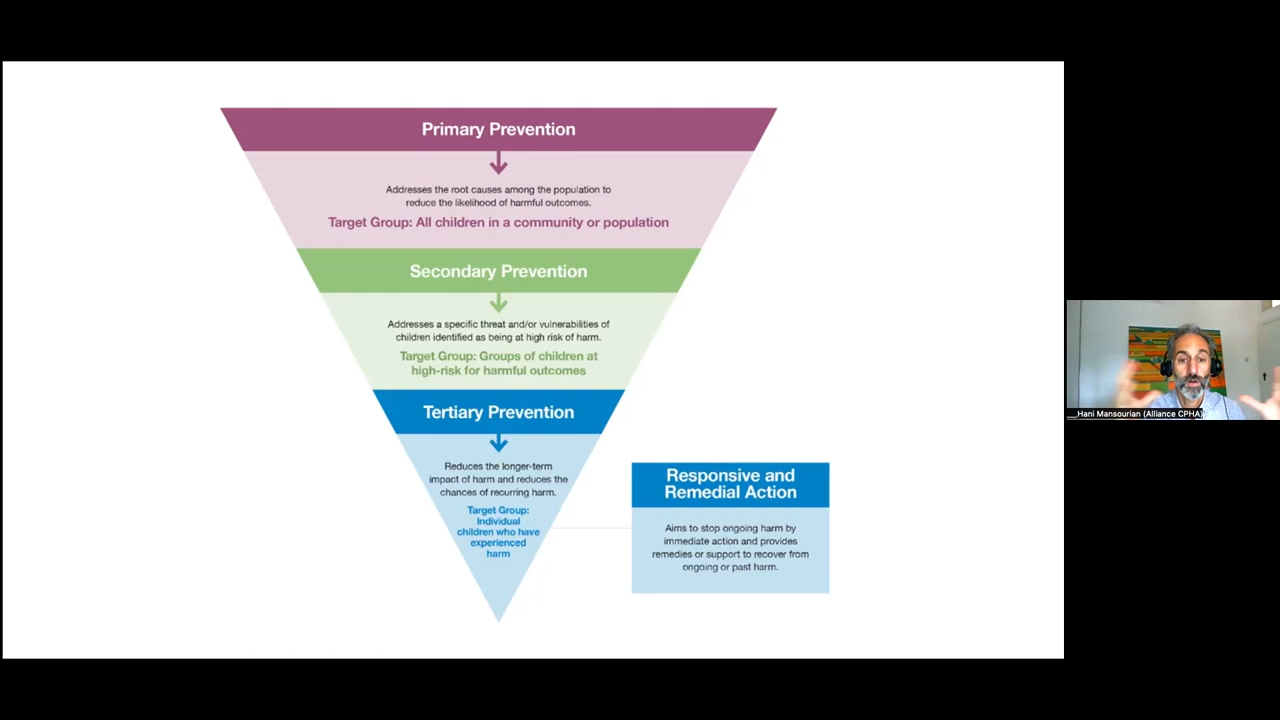 Primary Prevention
Addresses the root causes among the population to
reduce the likelihood of harmful outcomes.
Target Group: All children in a community or population
Secondary Prevention
Addresses a specific threat and/or vulnerabilities of
children identified as being at high risk of harm.
Target Group: Groups of children at
high-risk for harmful outcomes
Tertiary Prevention
Reduces the longer-term
impact of harm and reduces the
chances of recurring harm.
Target Group:
Individual
children who have
experienced
harm
Responsive and
Remedial Action
Aims to stop ongoing harm by
immediate action and provides
remedies or support to recover from
ongoing or past harm.
__Hani Mansourian (Alliance CPHA)